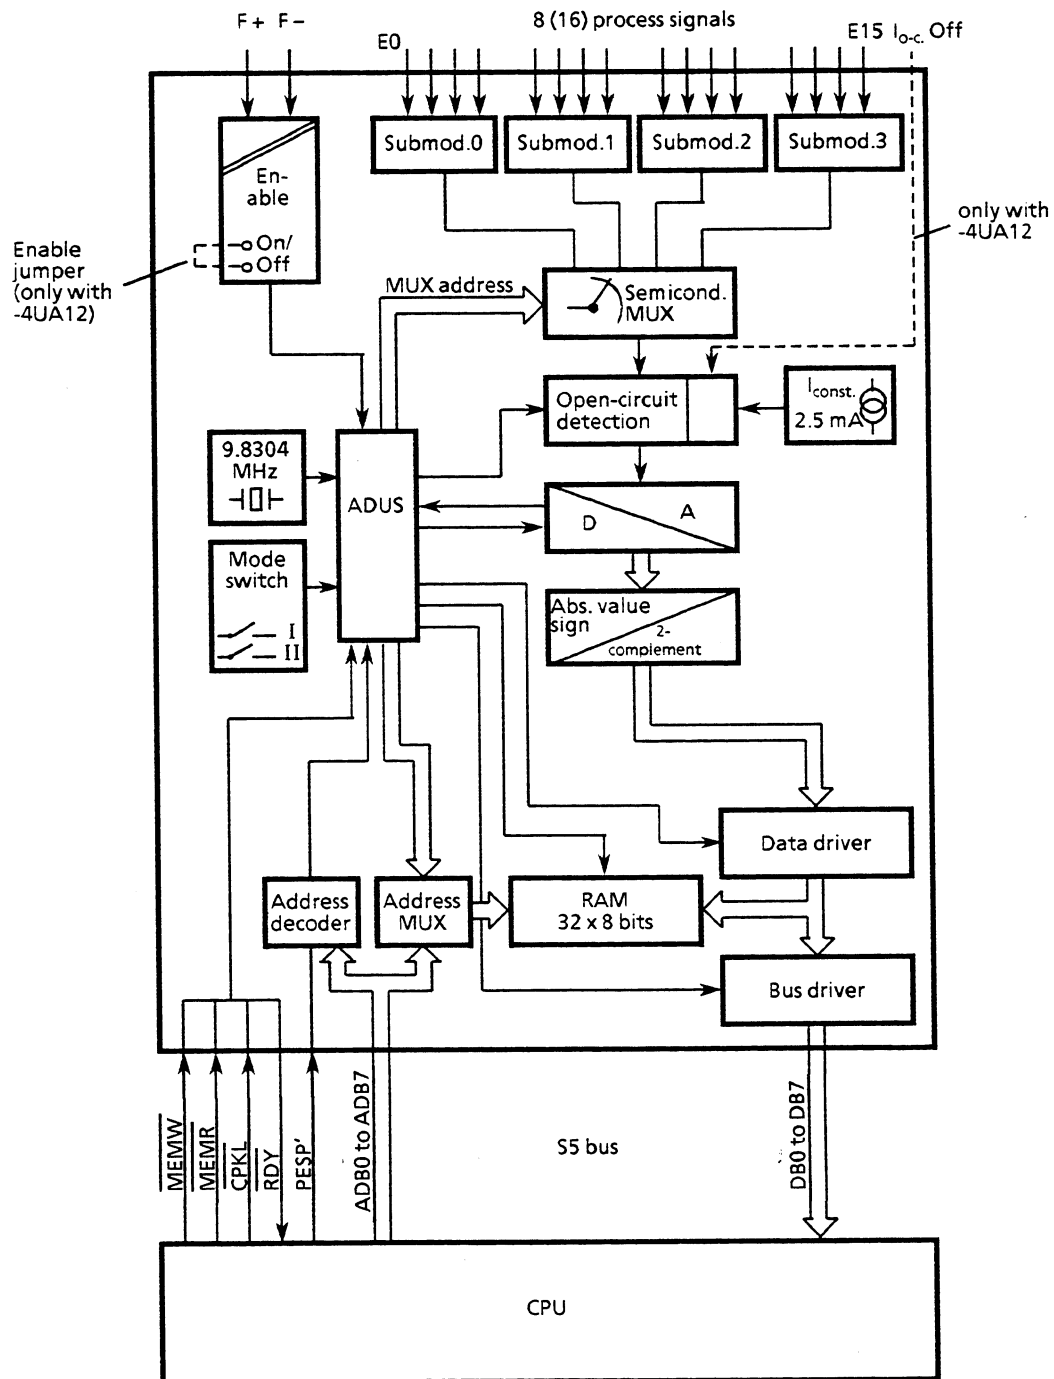 F+ F−
8 (16) process signals
E0
E15 I₀₋c. Off
Submod.0
Submod.1
Submod.2
Submod.3
En-
able
On/
Off
Enable
jumper
(only with
-4UA12)
only with
-4UA12
MUX address
Semicond.
MUX
Open-circuit
detection
Iconst.
2.5 mA
9.8304
MHz
ADUS
D
A
Mode
switch
I
II
Abs. value
sign
2-
complement
Data driver
Address
decoder
Address
MUX
RAM
32 x 8 bits
Bus driver
MEMW
MEMR
CPKL
RDY
PESP'
ADB0 to ADB7
S5 bus
DB0 to DB7
CPU